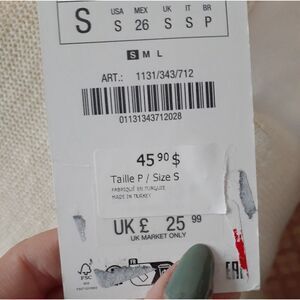 S
USA MEX UK IT BR
S 26 S S P
S M L
ART.: 1131/343/712
01131343712028
45 90 $
Taille P / Size S
FABRIQUÉ EN TURQUIE
MADE IN TURKEY
UK £ 25 99
UK MARKET ONLY
FSC